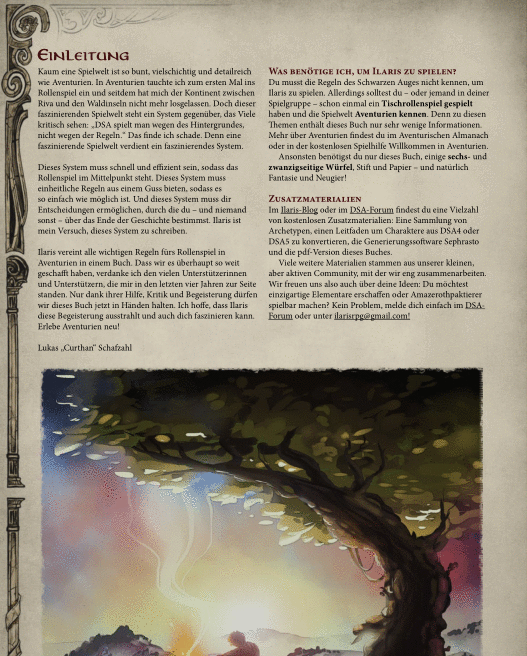 Einleitung
Kaum eine Spielwelt ist so bunt, vielschichtig und detailreich
wie Aventurien. In Aventurien tauchte ich zum ersten Mal ins
Rollenspiel ein und seitdem hat mich der Kontinent zwischen
Riva und den Waldinseln nicht mehr losgelassen. Doch dieser
faszinierenden Spielwelt steht ein System gegenüber, das Viele
kritisch sehen: „DSA spielt man wegen des Hintergrundes,
nicht wegen der Regeln.“ Das finde ich schade. Denn eine
faszinierende Spielwelt verdient ein faszinierendes System.
Dieses System muss schnell und effizient sein, sodass das
Rollenspiel im Mittelpunkt steht. Dieses System muss
einheitliche Regeln aus einem Guss bieten, sodass es
so einfach wie möglich ist. Und dieses System muss dir
Entscheidungen ermöglichen, durch die du – und niemand
sonst – über das Ende der Geschichte bestimmst. Ilaris ist
mein Versuch, dieses System zu schreiben.
Ilaris vereint alle wichtigen Regeln fürs Rollenspiel in
Aventurien in einem Buch. Dass wir es überhaupt so weit
geschafft haben, verdanke ich den vielen Unterstützerinnen
und Unterstützern, die mir in den letzten vier Jahren zur Seite
standen. Nur dank ihrer Hilfe, Kritik und Begeisterung dürfen
wir dieses Buch jetzt in Händen halten. Ich hoffe, dass Ilaris
diese Begeisterung ausstrahlt und auch dich faszinieren kann.
Erlebe Aventurien neu!
Lukas „Curthan“ Schafzahl
Was benötige ich, um Ilaris zu spielen?
Du musst die Regeln des Schwarzen Auges nicht kennen, um
Ilaris zu spielen. Allerdings solltest du – oder jemand in deiner
Spielgruppe – schon einmal ein Tischrollenspiel gespielt
haben und die Spielwelt Aventurien kennen. Denn zu diesen
Themen enthält dieses Buch nur sehr wenige Informationen.
Mehr über Aventurien findest du im Aventurischen Almanach
oder in der kostenlosen Spielhilfe Willkommen in Aventurien.
Ansonsten benötigst du nur dieses Buch, einige sechs- und
zwanzigseitige Würfel, Stift und Papier – und natürlich
Fantasie und Neugier!
Zusatzmaterialien
Im Ilaris-Blog oder im DSA-Forum findest du eine Vielzahl
von kostenlosen Zusatzmaterialien: Eine Sammlung von
Archetypen, einen Leitfaden um Charaktere aus DSA4 oder
DSA5 zu konvertieren, die Generierungssoftware Sephrasto
und die pdf-Version dieses Buches.
Viele weitere Materialien stammen aus unserer kleinen,
aber aktiven Community, mit der wir eng zusammenarbeiten.
Wir freuen uns also auch über deine Ideen: Du möchtest
einzigartige Elementare erschaffen oder Amazerothpaktierer
spielbar machen? Kein Problem, melde dich einfach im DSA-
Forum oder unter ilarisrpg@gmail.com!